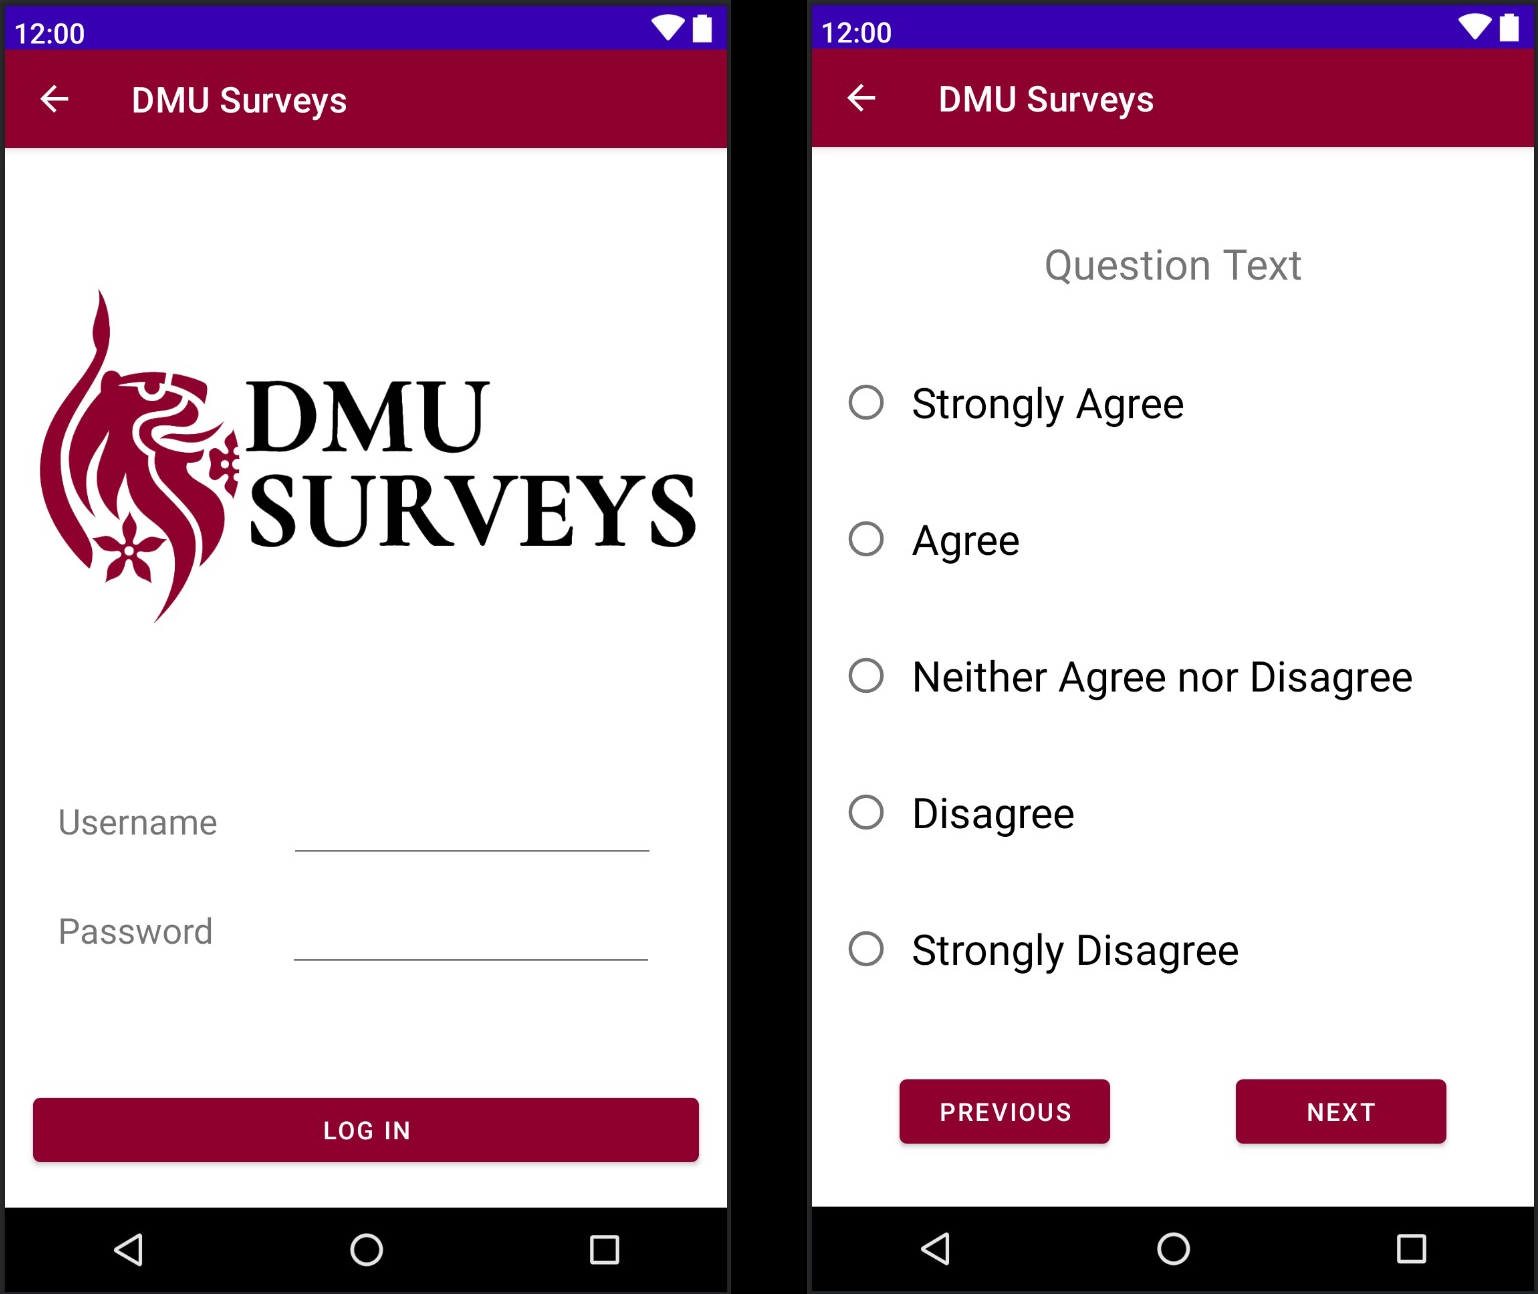 12:00
DMU Surveys
DMU
SURVEYS
Username
Password
LOG IN
12:00
DMU Surveys
Question Text
Strongly Agree
Agree
Neither Agree nor Disagree
Disagree
Strongly Disagree
PREVIOUS
NEXT